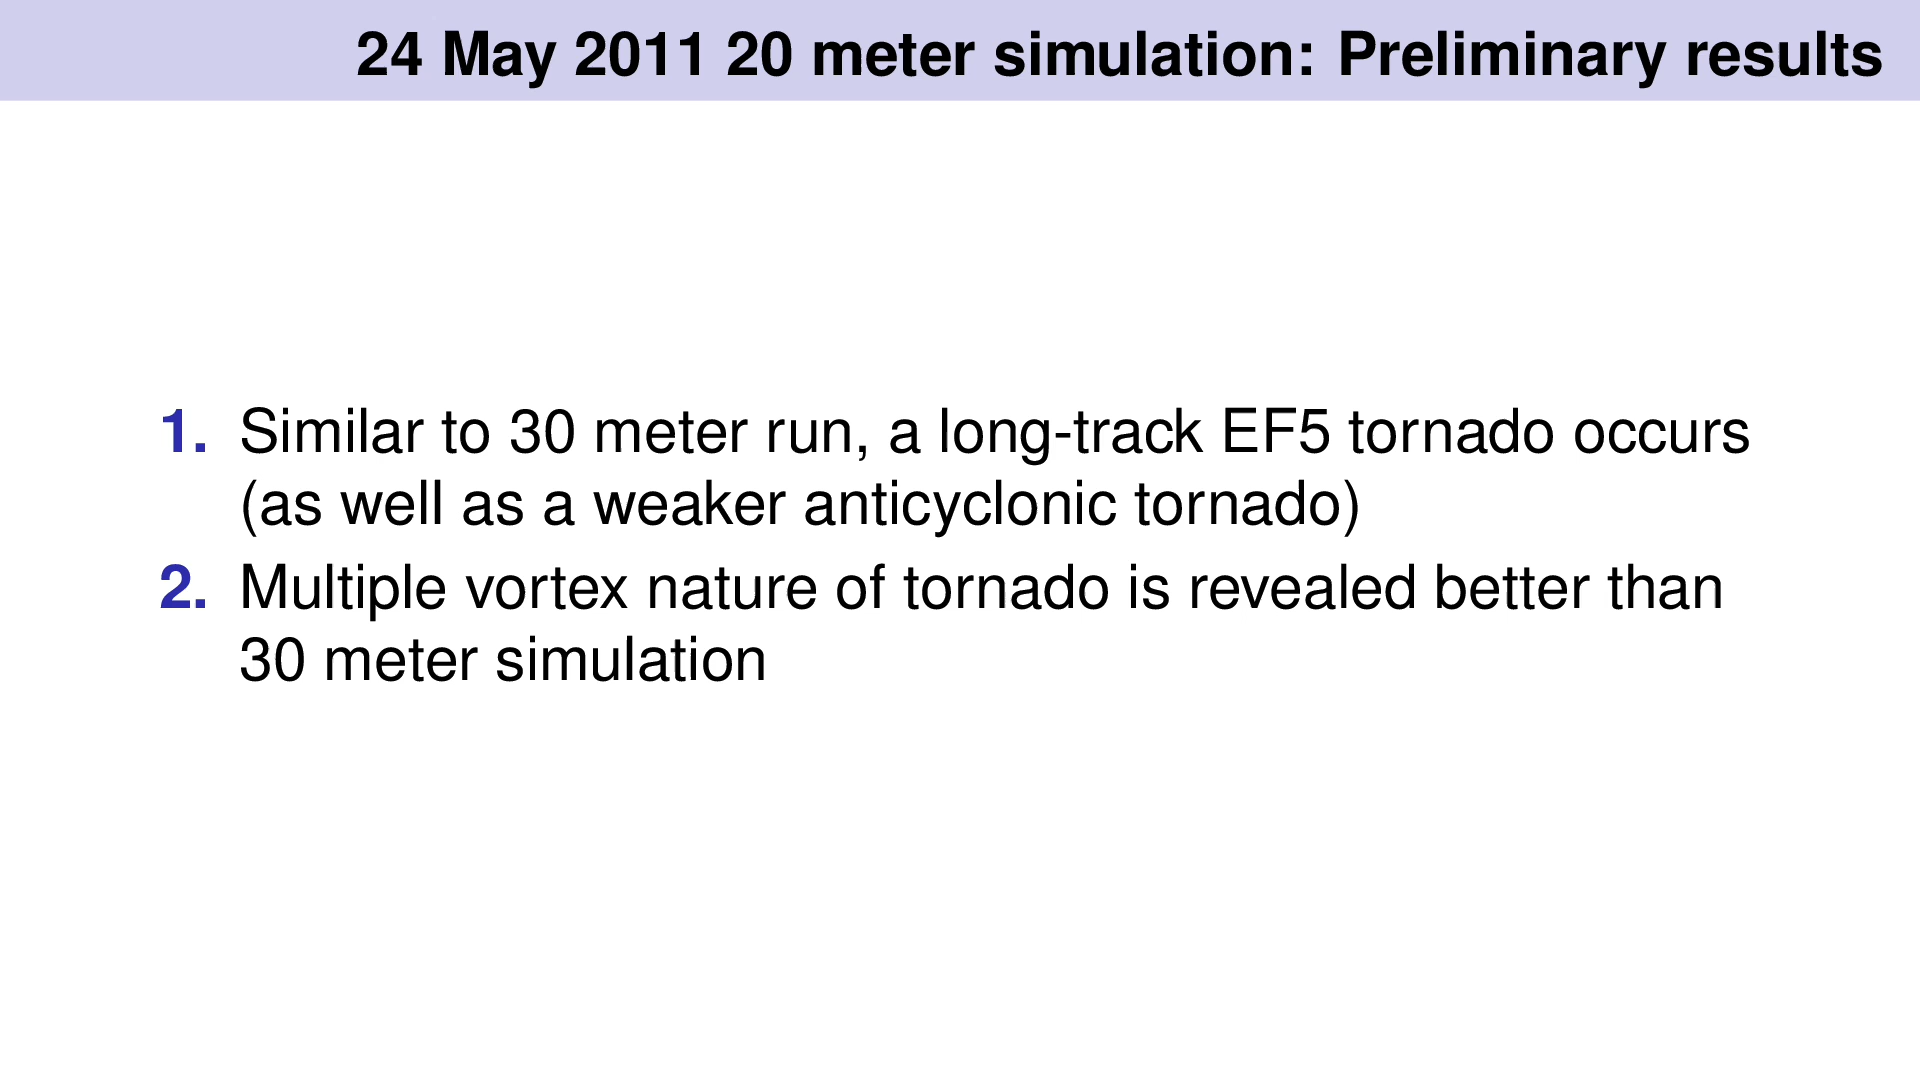 24 May 2011 20 meter simulation: Preliminary results
1. Similar to 30 meter run, a long-track EF5 tornado occurs
(as well as a weaker anticyclonic tornado)
2. Multiple vortex nature of tornado is revealed better than
30 meter simulation